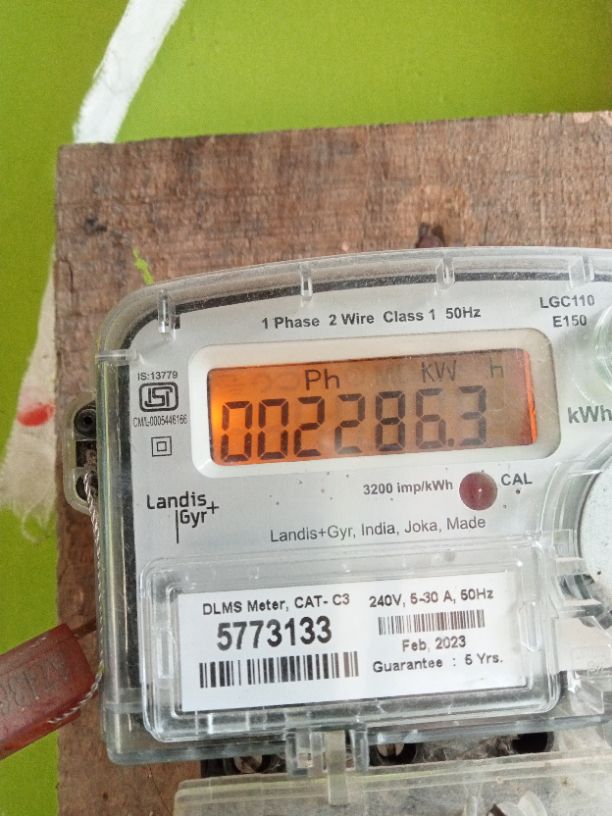 1 Phase 2 Wire Class 1 50Hz
LGC110
E150
IS:13779
CM/L-0005446166
Ph KW h
002286.3
kWh
3200 imp/kWh
CAL
Landis
Gyr+
Landis+Gyr, India, Joka, Made
DLMS Meter, CAT- C3
5773133
240V, 5-30 A, 50Hz
Feb, 2023
Guarantee : 5 Yrs.